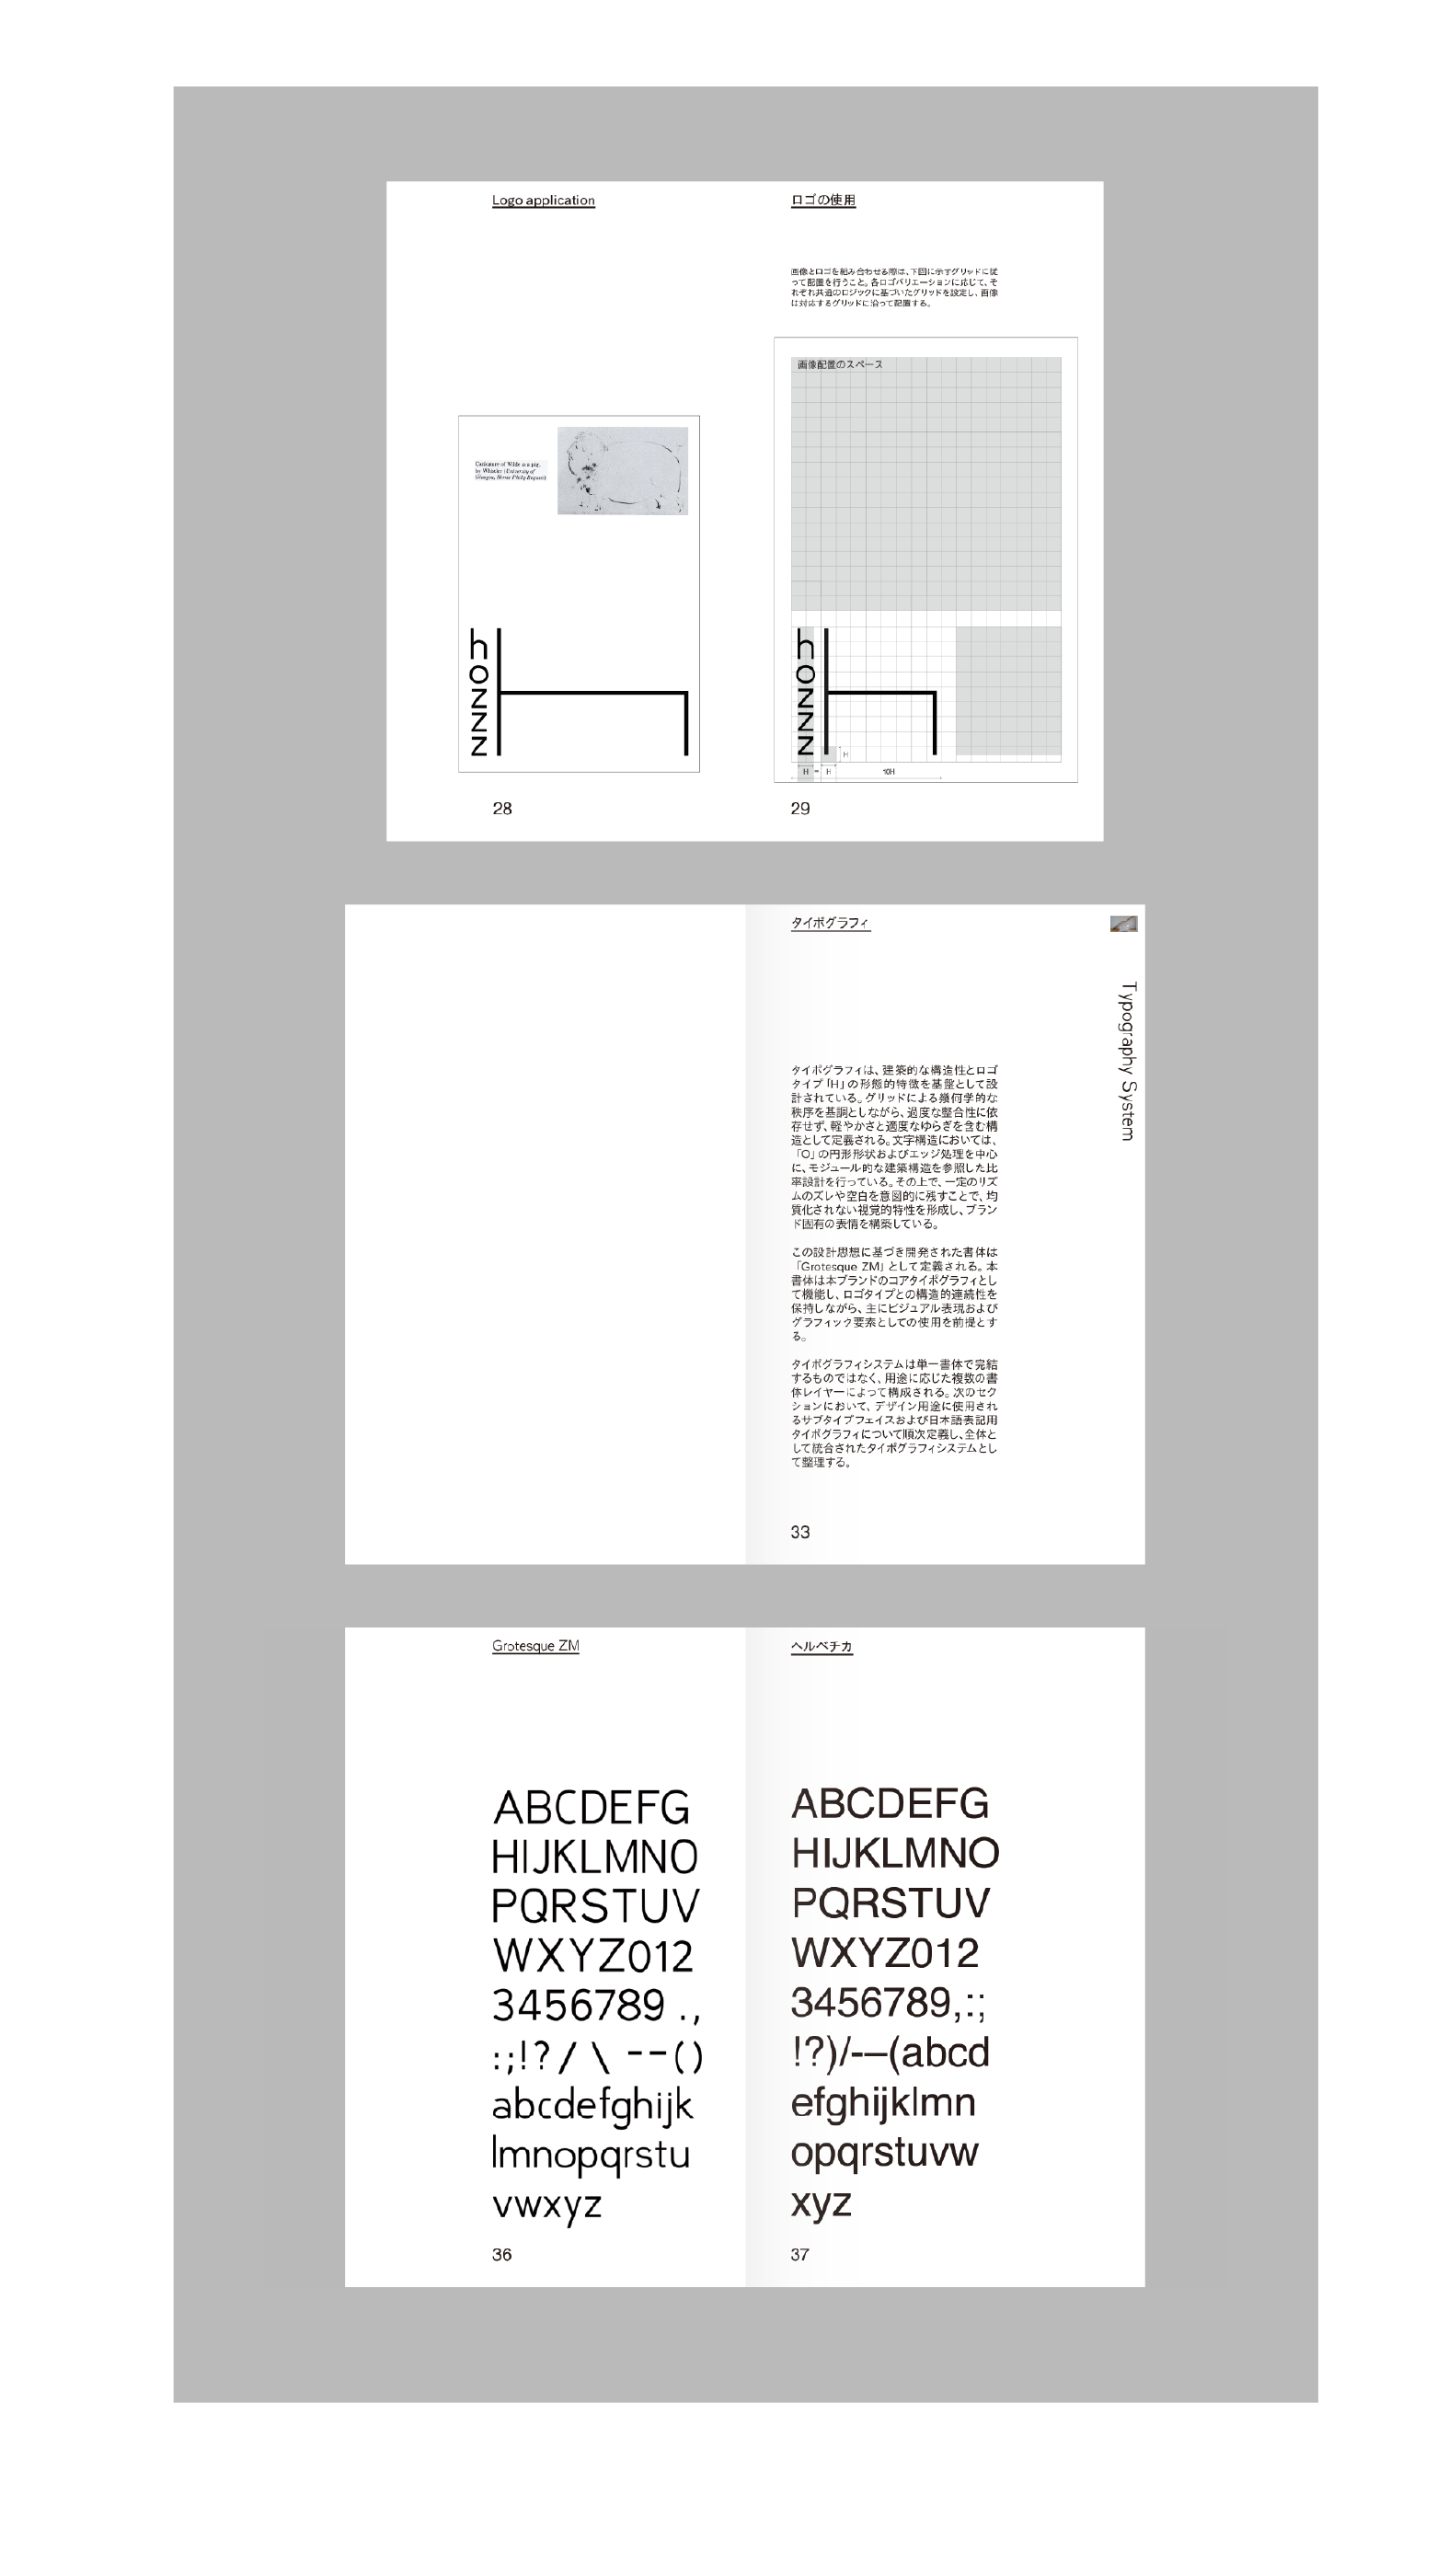 Logo application
ロゴの使用
画像とロゴを組み合わせる際は、下図に示すグリッドに従
って配置を行うこと。各ロゴバリエーションに応じて、そ
れぞれ共通のロジックに基づいたグリッドを設定し、画像
は対応するグリッドに沿って配置する。
Caricature of Wilde as a pig,
by Whistler (University of
Glasgow, Birnie Philip Bequest)
hozzz
画像配置のスペース
hozzz
H
H = H
10H
28
29
タイポグラフィ
Typography System
タイポグラフィは、建築的な構造性とロゴ
タイプ「H」の形態的特徴を基盤として設
計されている。グリッドによる幾何学的な
秩序を基調としながら、過度な整合性に依
存せず、軽やかさと適度なゆらぎを含む構
造として定義される。文字構造においては、
「O」の円形形状およびエッジ処理を中心
に、モジュール的な建築構造を参照した比
率設計を行っている。その上で、一定のリズ
ムのズレや空白を意図的に残すことで、均
質化されない視覚的特性を形成し、ブラン
ド固有の表情を構築している。
この設計思想に基づき開発された書体は
「Grotesque ZM」として定義される。本
書体は本ブランドのコアタイポグラフィとし
て機能し、ロゴタイプとの構造的連続性を
保持しながら、主にビジュアル表現および
グラフィック要素としての使用を前提とす
る。
タイポグラフィシステムは単一書体で完結
するものではなく、用途に応じた複数の書
体レイヤーによって構成される。次のセク
ションにおいて、デザイン用途に使用され
るサブタイプフェイスおよび日本語表記用
タイポグラフィについて順次定義し、全体と
して統合されたタイポグラフィシステムとし
て整理する。
33
Grotesque ZM
ABCDEFG
HIJKLMNO
PQRSTUV
WXYZ012
3456789 .,
:;!?/ \ --()
abcdefghijk
lmnopqrstu
vwxyz
36
ヘルベチカ
ABCDEFG
HIJKLMNO
PQRSTUV
WXYZ012
3456789,:;
!?)/-–(abcd
efghijklmn
opqrstuvw
xyz
37